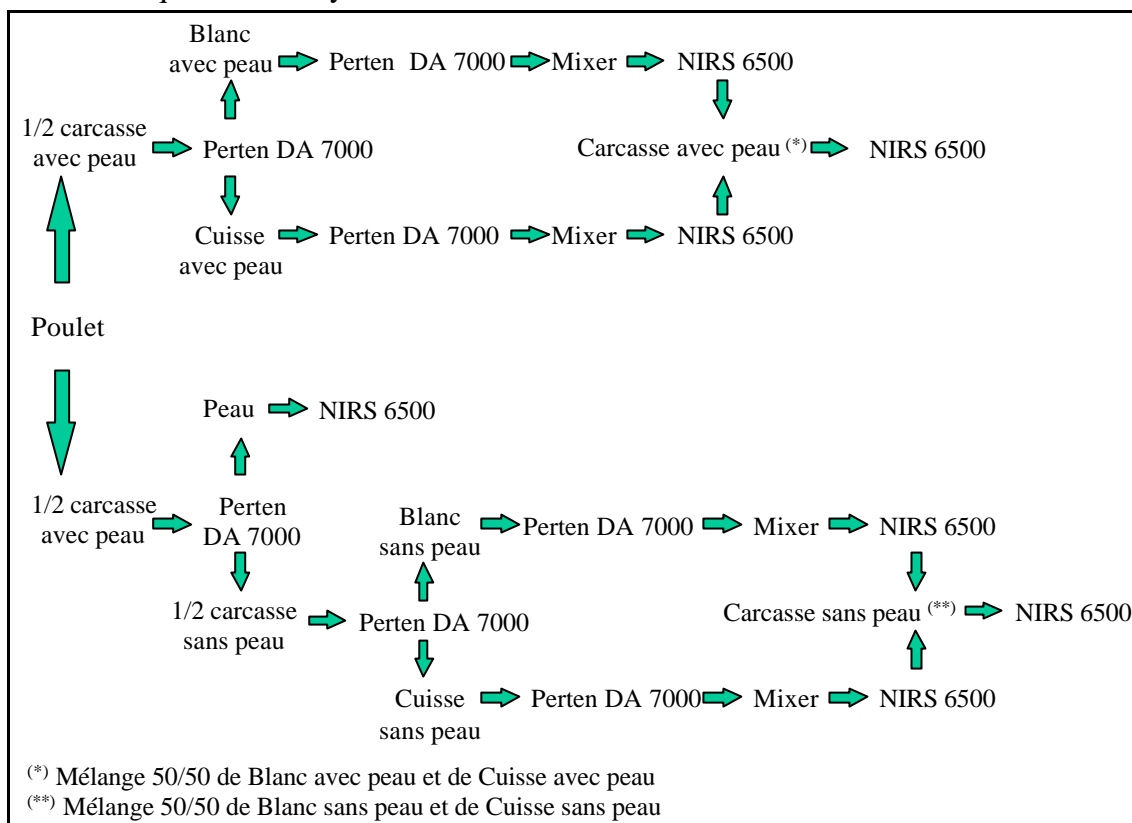 Blanc
avec peau
Perten DA 7000
Mixer
NIRS 6500
1/2 carcasse
avec peau
Perten DA 7000
Carcasse avec peau (*)
NIRS 6500
Cuisse
avec peau
Perten DA 7000
Mixer
NIRS 6500
Poulet
Peau
NIRS 6500
1/2 carcasse
avec peau
Perten
DA 7000
Blanc
sans peau
Perten DA 7000
Mixer
NIRS 6500
1/2 carcasse
sans peau
Perten DA 7000
Carcasse sans peau (**)
NIRS 6500
Cuisse
sans peau
Perten DA 7000
Mixer
NIRS 6500
(*) Mélange 50/50 de Blanc avec peau et de Cuisse avec peau
(**) Mélange 50/50 de Blanc sans peau et de Cuisse sans peau